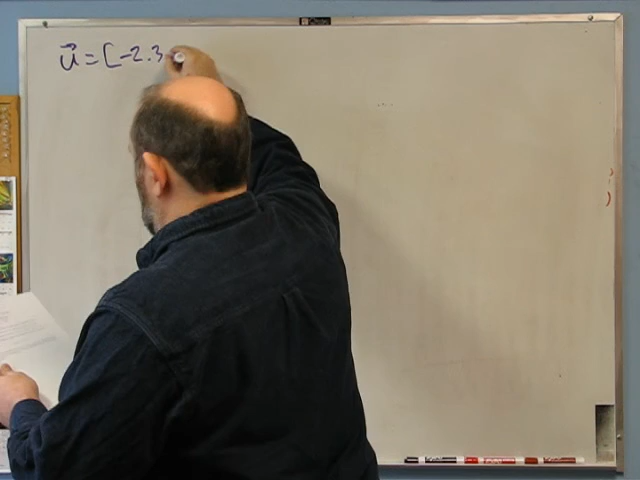 u⃗ = [-2.3